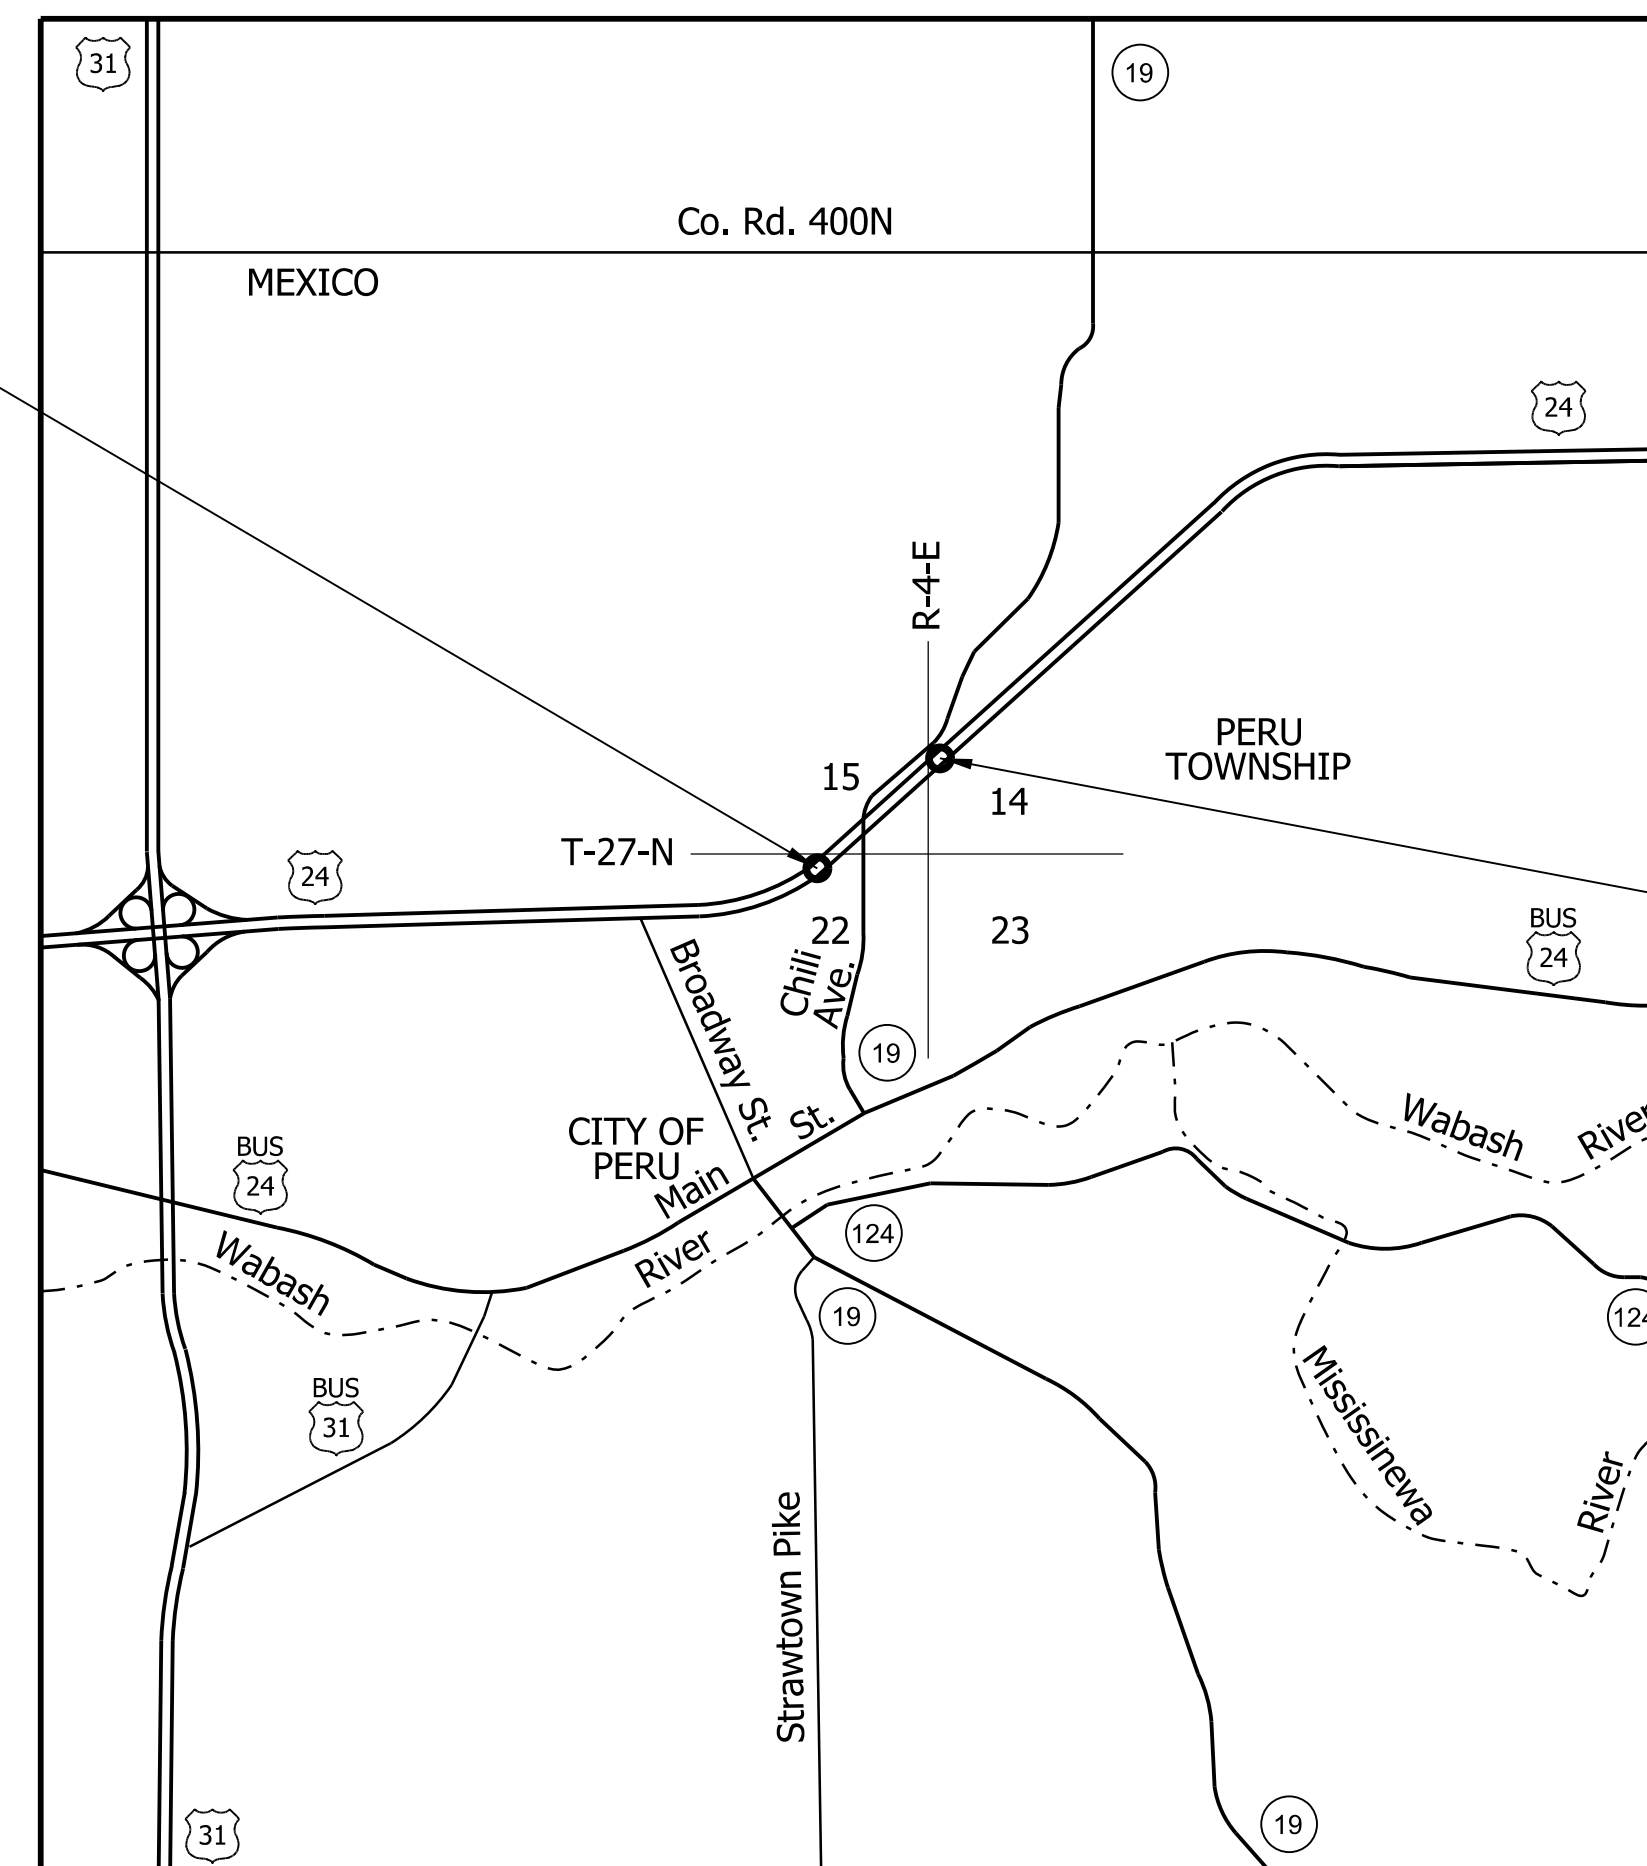 31
19
Co. Rd. 400N
MEXICO
24
R-4-E
PERU
TOWNSHIP
15
14
T-27-N
24
22
23
BUS
24
Broadway St.
Chili
Ave.
19
CITY OF
PERU
Main St.
Wabash River
BUS
24
Wabash River
124
19
124
BUS
31
Mississinewa River
Strawtown Pike
31
19